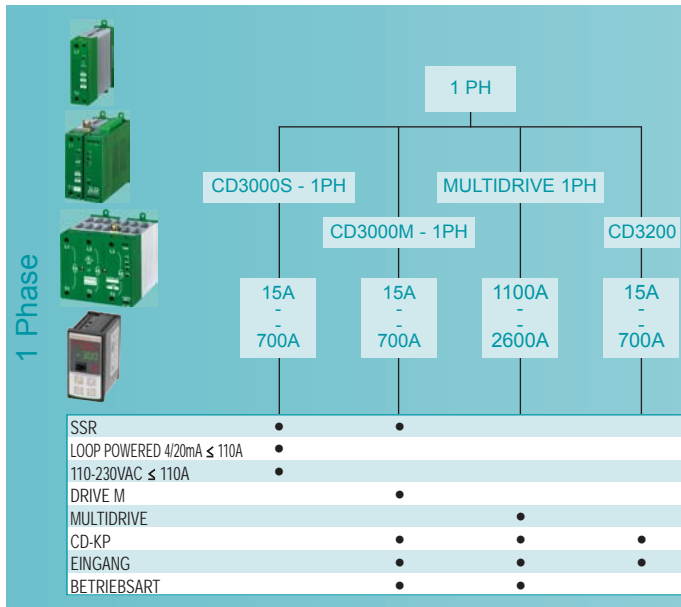 1 PH
CD3000S - 1PH
MULTIDRIVE 1PH
CD3000M - 1PH
CD3200
1 Phase
15A
-
-
700A
15A
-
-
700A
1100A
-
-
2600A
15A
-
-
700A
SSR • •
LOOP POWERED 4/20mA ≤ 110A •
110-230VAC ≤ 110A •
DRIVE M •
MULTIDRIVE •
CD-KP • • •
EINGANG • • •
BETRIEBSART • •